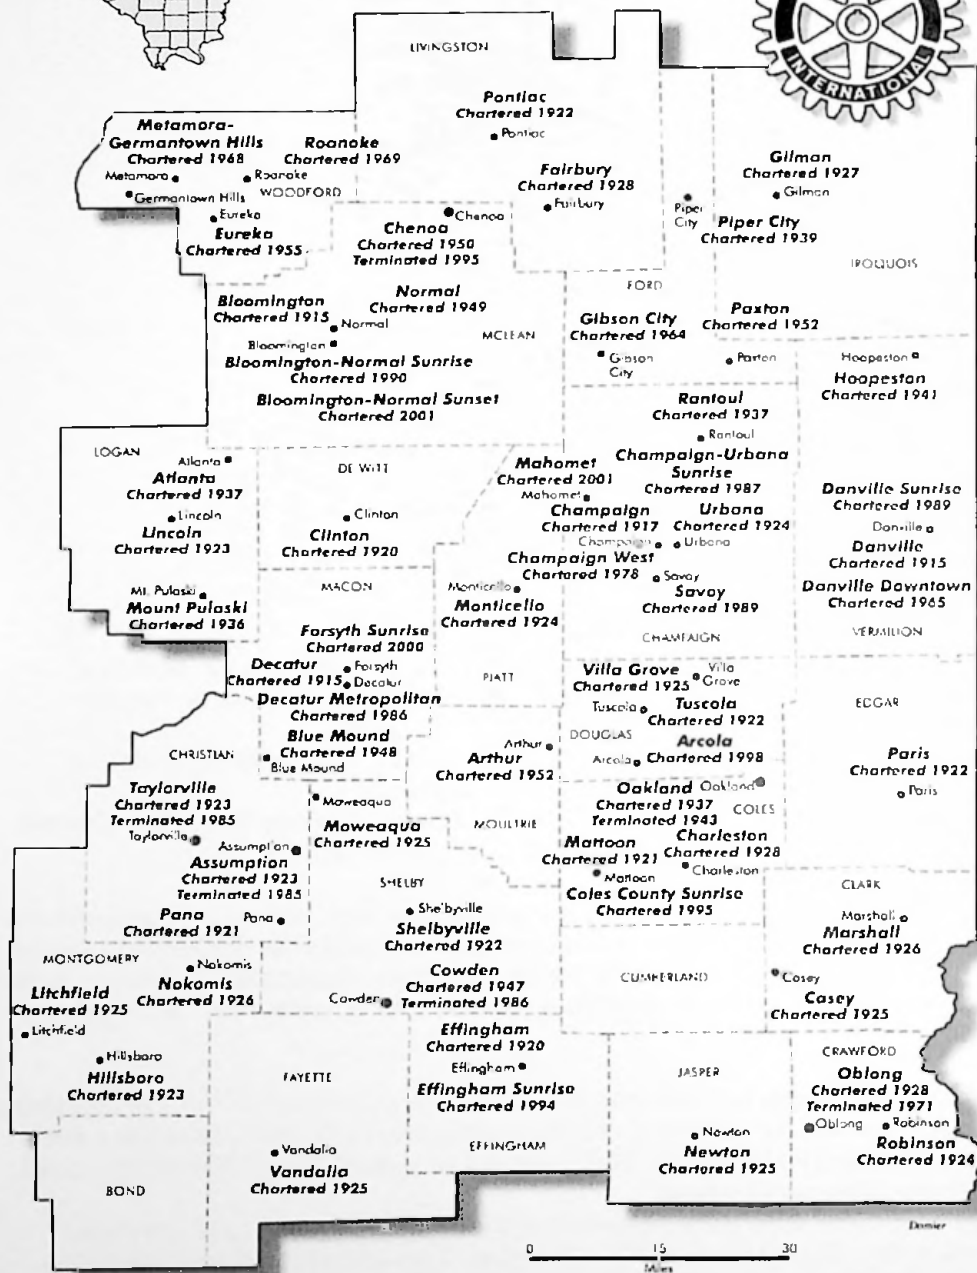 INTERNATIONAL
LIVINGSTON
Pontiac
Chartered 1922
Pontiac
Metamora-
Germantown Hills
Chartered 1968
Metamora
Germantown Hills
Roanoke
Chartered 1969
Roanoke
WOODFORD
Eureka
Eureka
Chartered 1955
Fairbury
Chartered 1928
Fairbury
Gilman
Chartered 1927
Gilman
Piper
City
Piper City
Chartered 1939
IROQUOIS
Chenoa
Chenoa
Chartered 1950
Terminated 1995
FORD
Bloomington
Chartered 1915
Normal
Chartered 1949
Normal
Bloomington
MCLEAN
Bloomington-Normal Sunrise
Chartered 1990
Bloomington-Normal Sunset
Chartered 2001
Gibson City
Chartered 1964
Gibson
City
Paxton
Chartered 1952
Paxton
Hoopeston
Hoopeston
Chartered 1941
Rantoul
Chartered 1937
Rantoul
LOGAN
Atlanta
Atlanta
Chartered 1937
Lincoln
Lincoln
Chartered 1923
Mt. Pulaski
Mount Pulaski
Chartered 1936
DE WITT
Clinton
Clinton
Chartered 1920
Mahomet
Chartered 2001
Mahomet
Champaign-Urbana
Sunrise
Chartered 1987
Champaign
Chartered 1917
Champaign
Urbana
Chartered 1924
Urbana
Champaign West
Chartered 1978
Savoy
Savoy
Chartered 1989
CHAMPAIGN
Danville Sunrise
Chartered 1989
Danville
Danville
Chartered 1915
Danville Downtown
Chartered 1965
VERMILION
MACON
Forsyth Sunrise
Chartered 2000
Forsyth
Decatur
Chartered 1915
Decatur
Decatur Metropolitan
Chartered 1986
Blue Mound
Chartered 1948
Blue Mound
Monticello
Monticello
Chartered 1924
PIATT
Villa Grove
Chartered 1925
Villa
Grove
Tuscola
Tuscola
Chartered 1922
DOUGLAS
Arcola
Arcola
Chartered 1998
EDGAR
Paris
Chartered 1922
Paris
CHRISTIAN
Taylorville
Chartered 1923
Terminated 1985
Taylorville
Assumption
Assumption
Chartered 1923
Terminated 1985
Pana
Chartered 1921
Pana
Moweaqua
Moweaqua
Chartered 1925
Arthur
Arthur
Chartered 1952
MOULTRIE
Oakland
Oakland
Chartered 1937
Terminated 1943
COLES
Mattoon
Chartered 1921
Mattoon
Charleston
Chartered 1928
Charleston
Coles County Sunrise
Chartered 1995
SHELBY
Shelbyville
Shelbyville
Chartered 1922
Cowden
Chartered 1947
Terminated 1986
Cowden
CLARK
Marshall
Marshall
Chartered 1926
Casey
Casey
Chartered 1925
CUMBERLAND
MONTGOMERY
Nokomis
Nokomis
Chartered 1926
Litchfield
Chartered 1925
Litchfield
Hillsboro
Hillsboro
Chartered 1923
FAYETTE
Vandalia
Vandalia
Chartered 1925
Effingham
Chartered 1920
Effingham
Effingham Sunrise
Chartered 1994
EFFINGHAM
JASPER
Newton
Newton
Chartered 1925
CRAWFORD
Oblong
Chartered 1928
Terminated 1971
Oblong
Robinson
Robinson
Chartered 1924
BOND
Domier
0 15 30
Miles